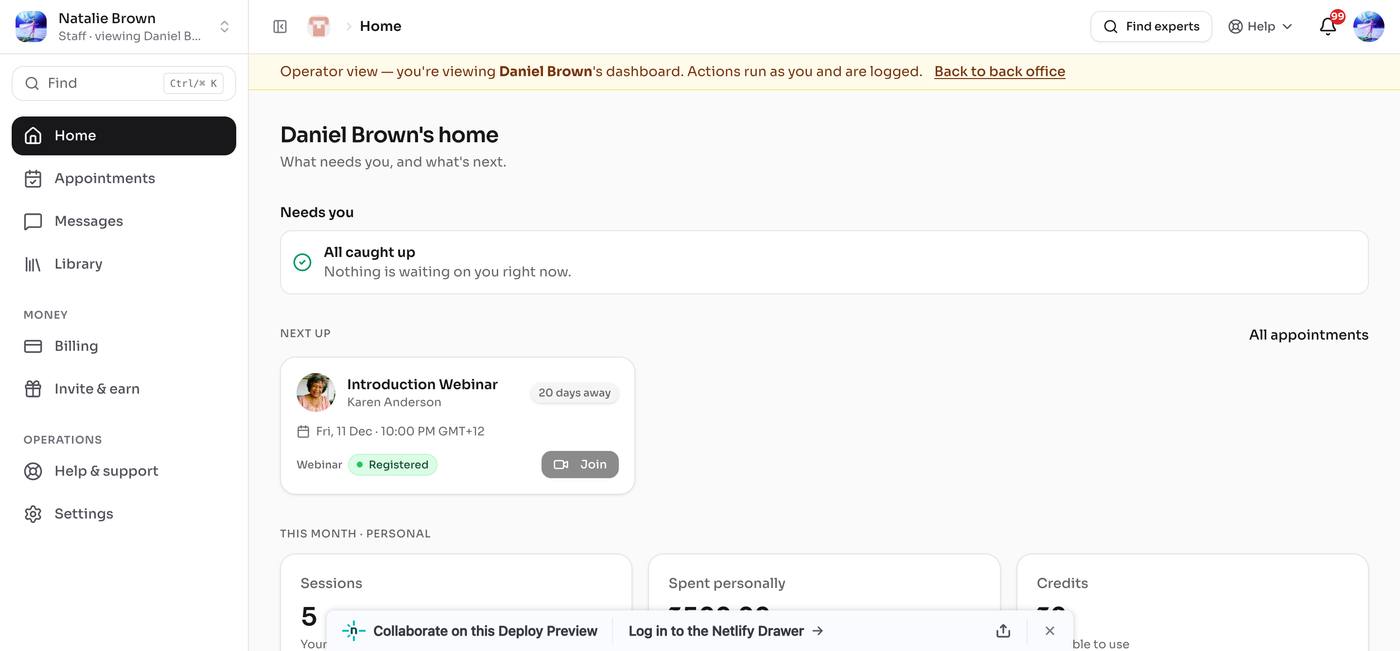 Natalie Brown
Staff · viewing Daniel B...
Home
Find experts
Help
99
Operator view — you're viewing Daniel Brown's dashboard. Actions run as you and are logged. Back to back office
Find
Ctrl/⌘ K
Home
Appointments
Messages
Library
MONEY
Billing
Invite & earn
OPERATIONS
Help & support
Settings
Daniel Brown's home
What needs you, and what's next.
Needs you
All caught up
Nothing is waiting on you right now.
NEXT UP
All appointments
Introduction Webinar
Karen Anderson
20 days away
Fri, 11 Dec · 10:00 PM GMT+12
Webinar
Registered
Join
THIS MONTH · PERSONAL
Sessions
5
Your
Spent personally
Credits
ble to use
Collaborate on this Deploy Preview
Log in to the Netlify Drawer →